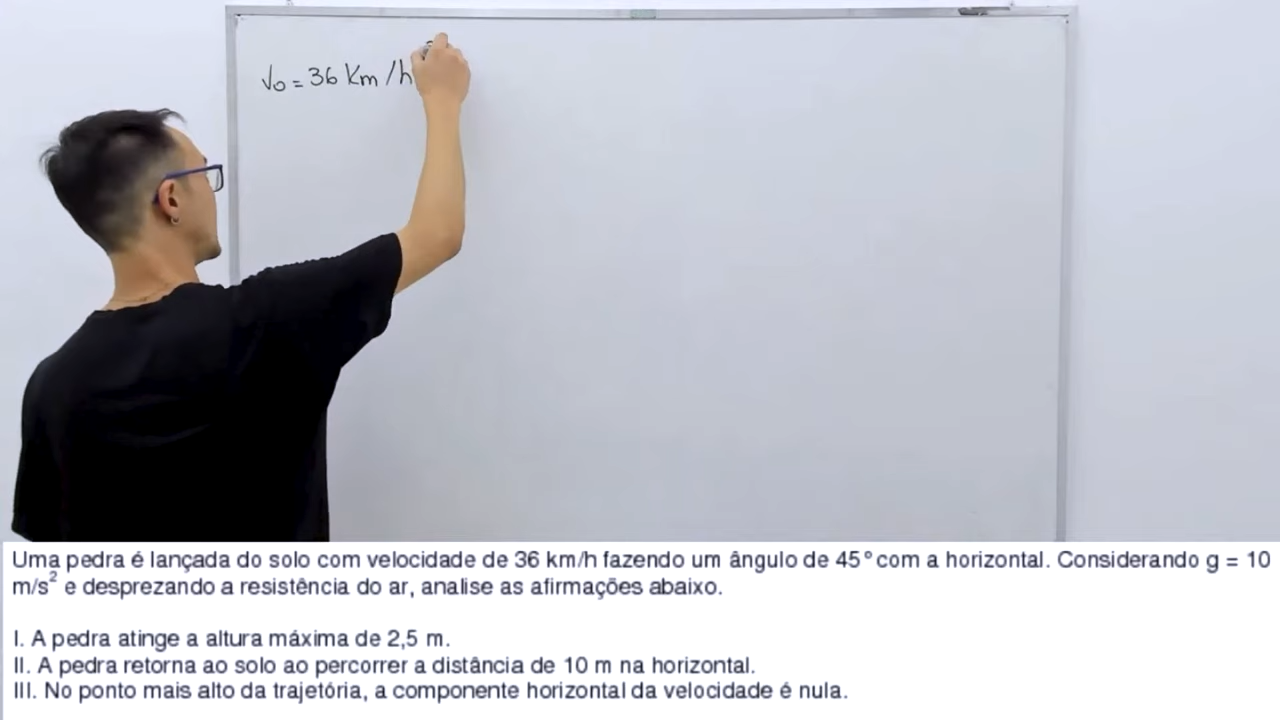 Vo = 36 Km/h
Uma pedra é lançada do solo com velocidade de 36 km/h fazendo um ângulo de 45° com a horizontal. Considerando g = 10
m/s² e desprezando a resistência do ar, analise as afirmações abaixo.
I. A pedra atinge a altura máxima de 2,5 m.
II. A pedra retorna ao solo ao percorrer a distância de 10 m na horizontal.
III. No ponto mais alto da trajetória, a componente horizontal da velocidade é nula.